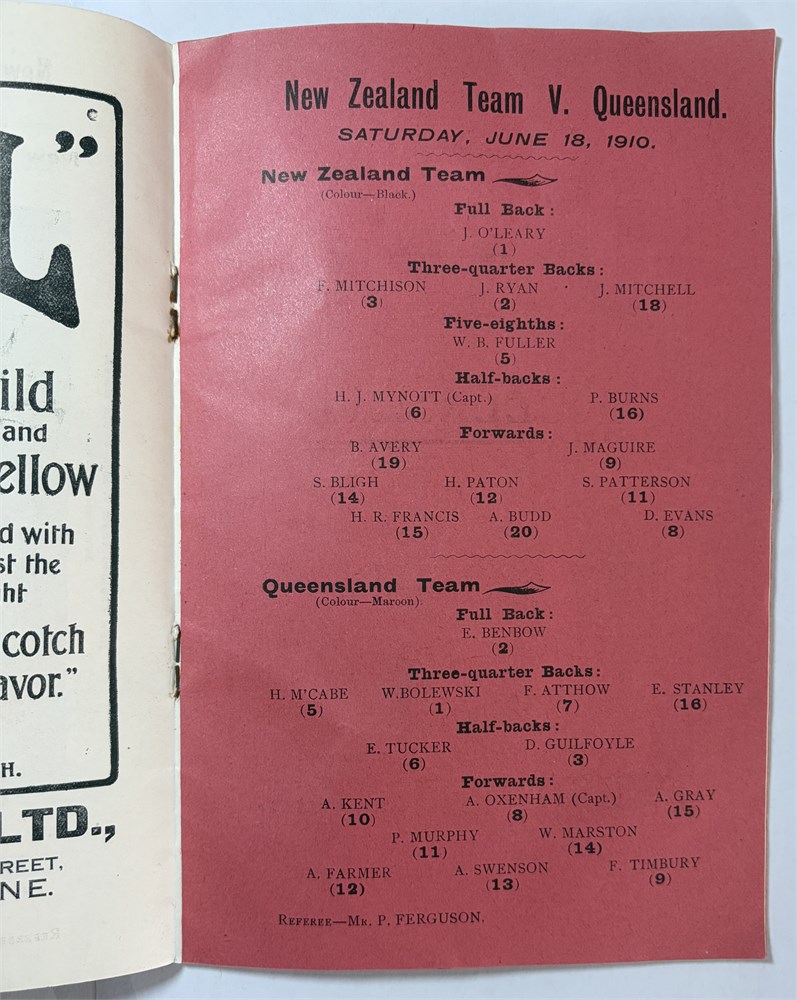 L”
ild
and
ellow
d with
st the
ht
cotch
avor.”
H.
LTD.,
REET,
NE.
New Zealand Team V. Queensland.
SATURDAY, JUNE 18, 1910.
New Zealand Team
(Colour—Black.)
Full Back:
J. O'LEARY
(1)
Three-quarter Backs:
F. MITCHISON J. RYAN J. MITCHELL
(3) (2) (18)
Five-eighths:
W. B. FULLER
(5)
Half-backs:
H. J. MYNOTT (Capt.) P. BURNS
(6) (16)
Forwards:
B. AVERY J. MAGUIRE
(19) (9)
S. BLIGH H. PATON S. PATTERSON
(14) (12) (11)
H. R. FRANCIS A. BUDD D. EVANS
(15) (20) (8)
Queensland Team
(Colour—Maroon).
Full Back:
E. BENBOW
(2)
Three-quarter Backs:
H. M'CABE W.BOLEWSKI F. ATTHOW E. STANLEY
(5) (1) (7) (16)
Half-backs:
E. TUCKER D. GUILFOYLE
(6) (3)
Forwards:
A. KENT A. OXENHAM (Capt.) A. GRAY
(10) (8) (15)
P. MURPHY W. MARSTON
(11) (14)
A. FARMER A. SWENSON F. TIMBURY
(12) (13) (9)
REFEREE—MR. P. FERGUSON.